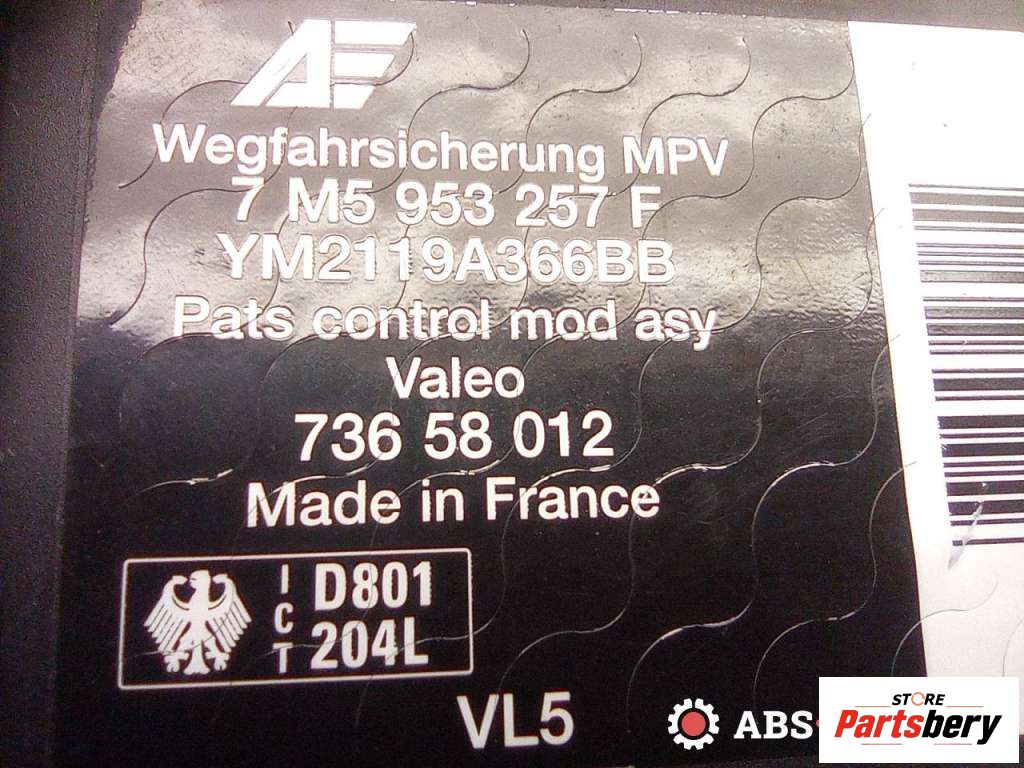 AE
Wegfahrsicherung MPV
7 M5 953 257 F
YM2119A366BB
Pats control mod asy
Valeo
736 58 012
Made in France
ICT
D801
204L
VL5
ABS-
STORE
Partsbery